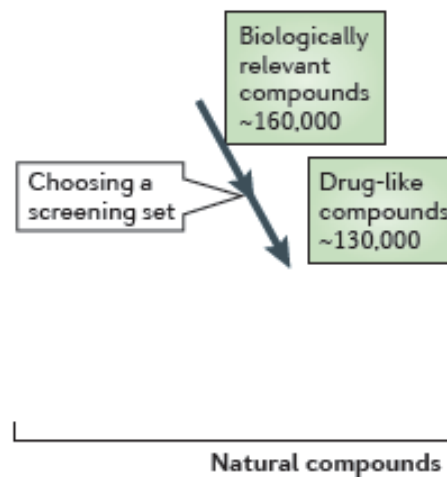 Biologically
relevant
compounds
~160,000
Choosing a
screening set
Drug-like
compounds
~130,000
Natural compounds